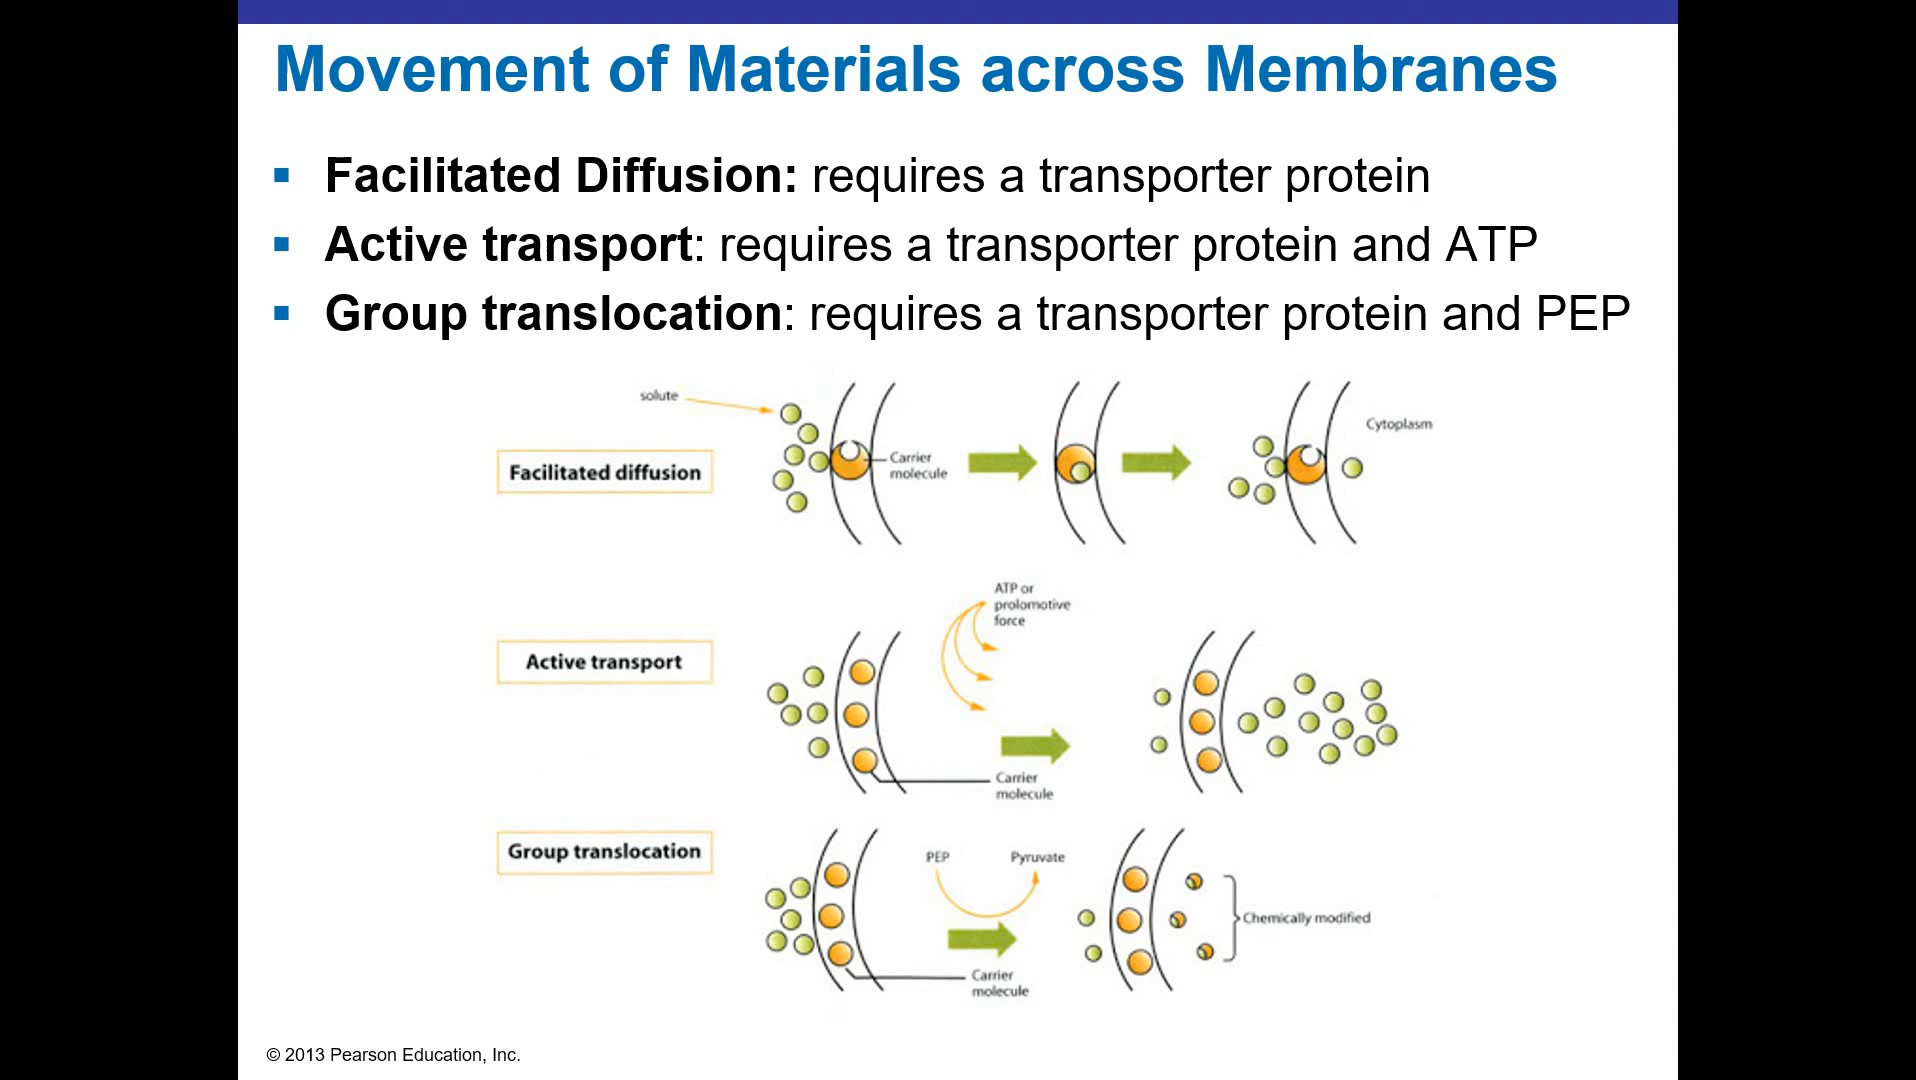 Movement of Materials across Membranes
Facilitated Diffusion: requires a transporter protein
Active transport: requires a transporter protein and ATP
Group translocation: requires a transporter protein and PEP
solute
Facilitated diffusion
Carrier
molecule
Cytoplasm
ATP or
prolomotive
force
Active transport
Carrier
molecule
Group translocation
PEP
Pyruvate
Chemically modified
Carrier
molecule
© 2013 Pearson Education, Inc.